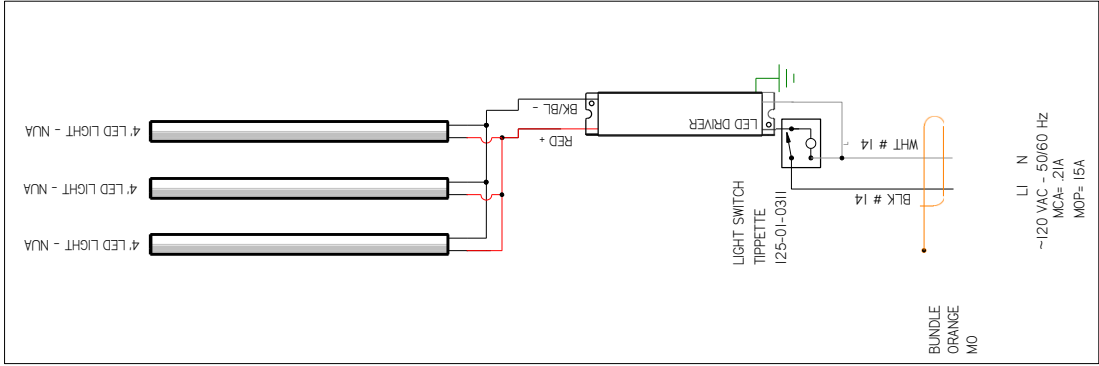 4' LED LIGHT - NUA
4' LED LIGHT - NUA
4' LED LIGHT - NUA
BK/BL -
RED +
LED DRIVER
LIGHT SWITCH
TIPPETTE
125-01-0311
WHT # 14
BLK # 14
BUNDLE
ORANGE
MO
L1 N
~120 VAC - 50/60 Hz
MCA= .21A
MOP= 15A